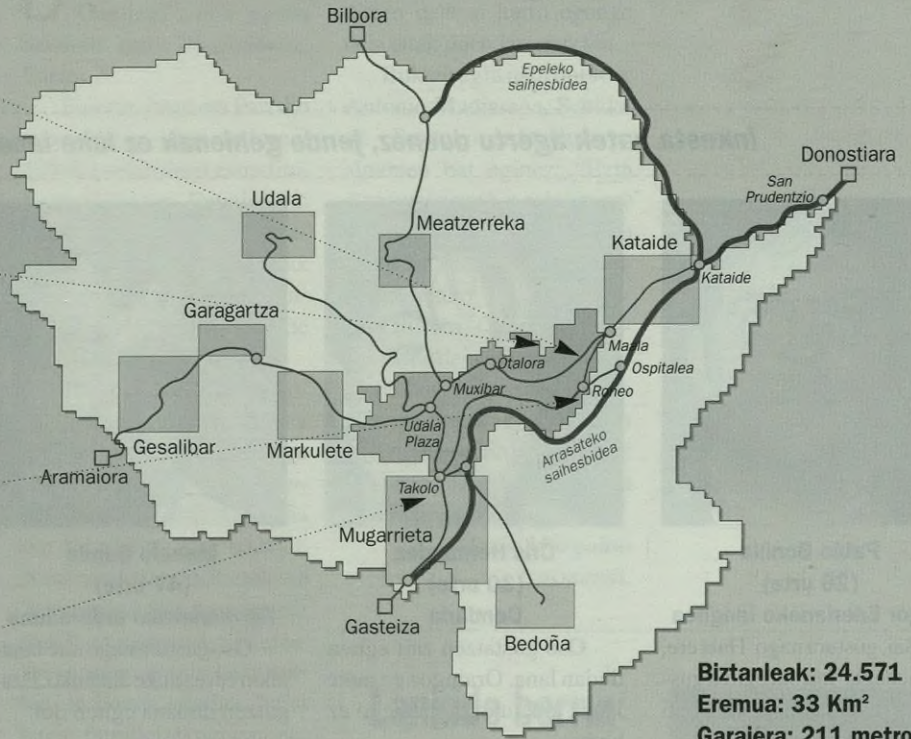 Bilbora
Epeleko
saihesbidea
Donostiara
San
Prudentzio
Udala
Meatzerreka
Kataide
Kataide
Garagartza
Maala
Otalora
Ospitalea
Muxibar
Roneo
Udala
Plaza
Gesalibar
Markulete
Arrasateko
saihesbidea
Aramaiora
Takolo
Mugarrieta
Gasteiza
Bedoña
Biztanleak: 24.571
Eremua: 33 Km²
Garaiera: 211 metro